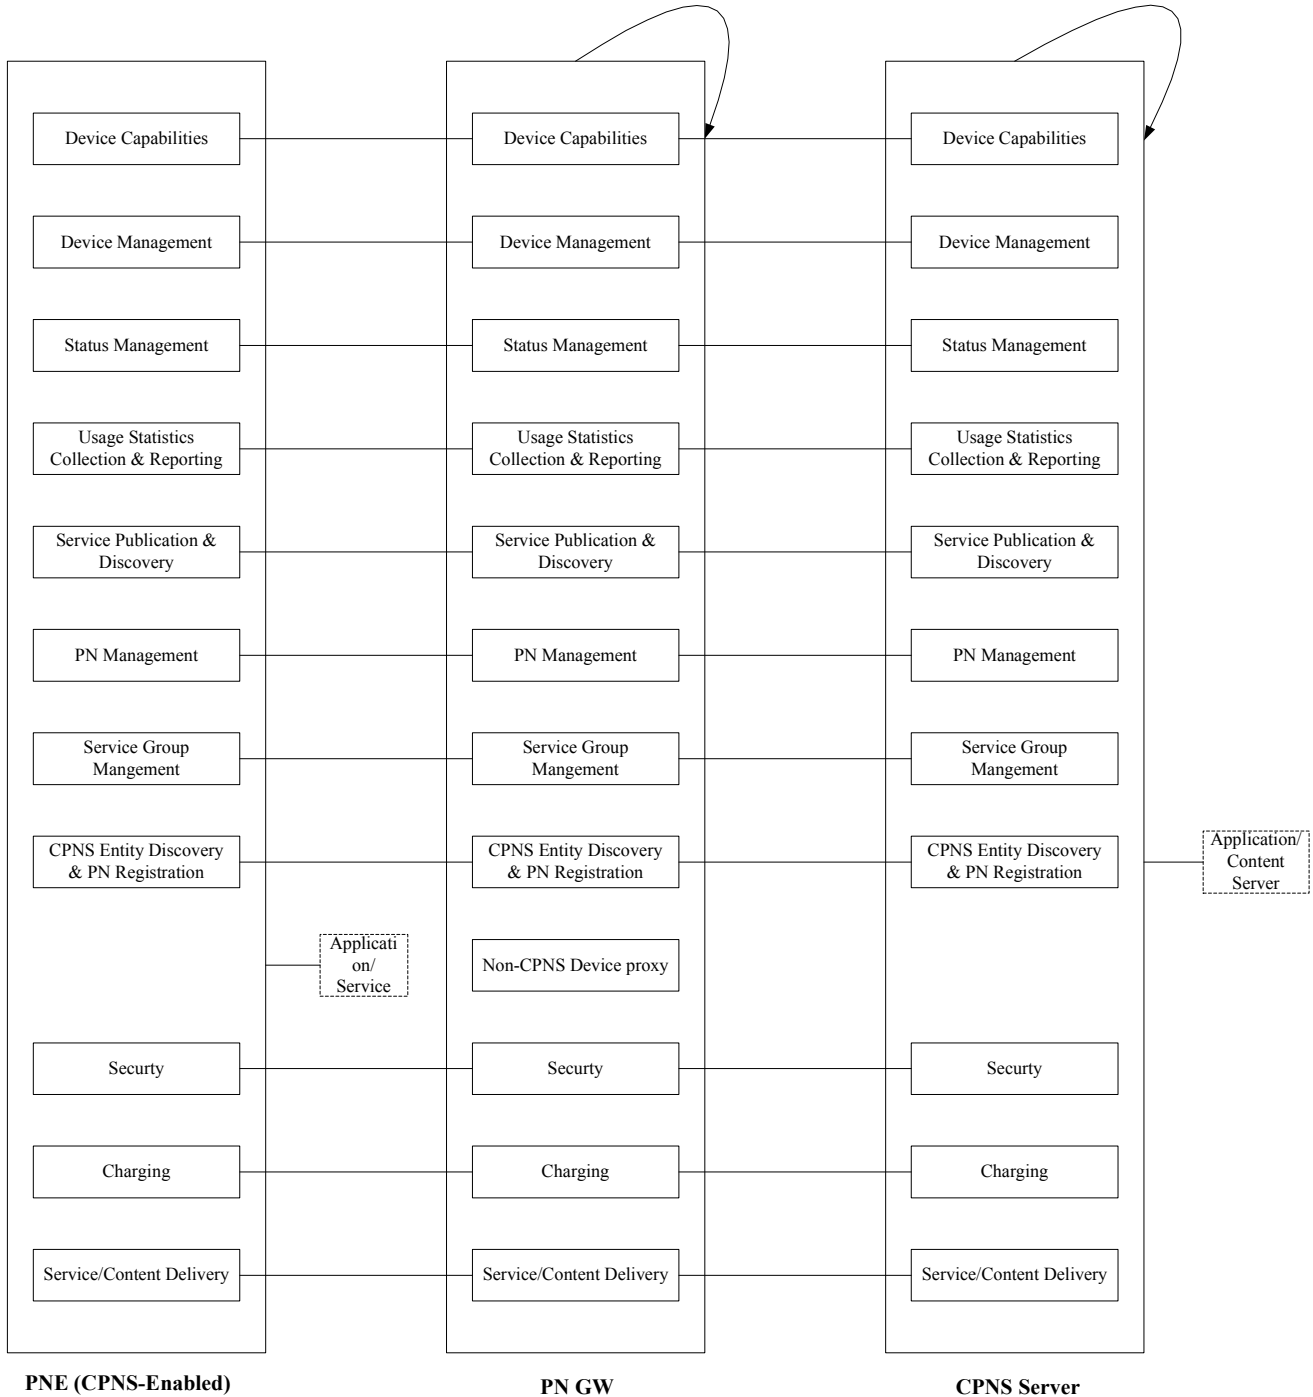 Device Capabilities
Device Capabilities
Device Capabilities
Device Management
Device Management
Device Management
Status Management
Status Management
Status Management
Usage Statistics
Collection & Reporting
Usage Statistics
Collection & Reporting
Usage Statistics
Collection & Reporting
Service Publication &
Discovery
Service Publication &
Discovery
Service Publication &
Discovery
PN Management
PN Management
PN Management
Service Group
Mangement
Service Group
Mangement
Service Group
Mangement
CPNS Entity Discovery
& PN Registration
CPNS Entity Discovery
& PN Registration
CPNS Entity Discovery
& PN Registration
Application/
Content
Server
Applicati
on/
Service
Non-CPNS Device proxy
Securty
Securty
Securty
Charging
Charging
Charging
Service/Content Delivery
Service/Content Delivery
Service/Content Delivery
PNE (CPNS-Enabled)
PN GW
CPNS Server